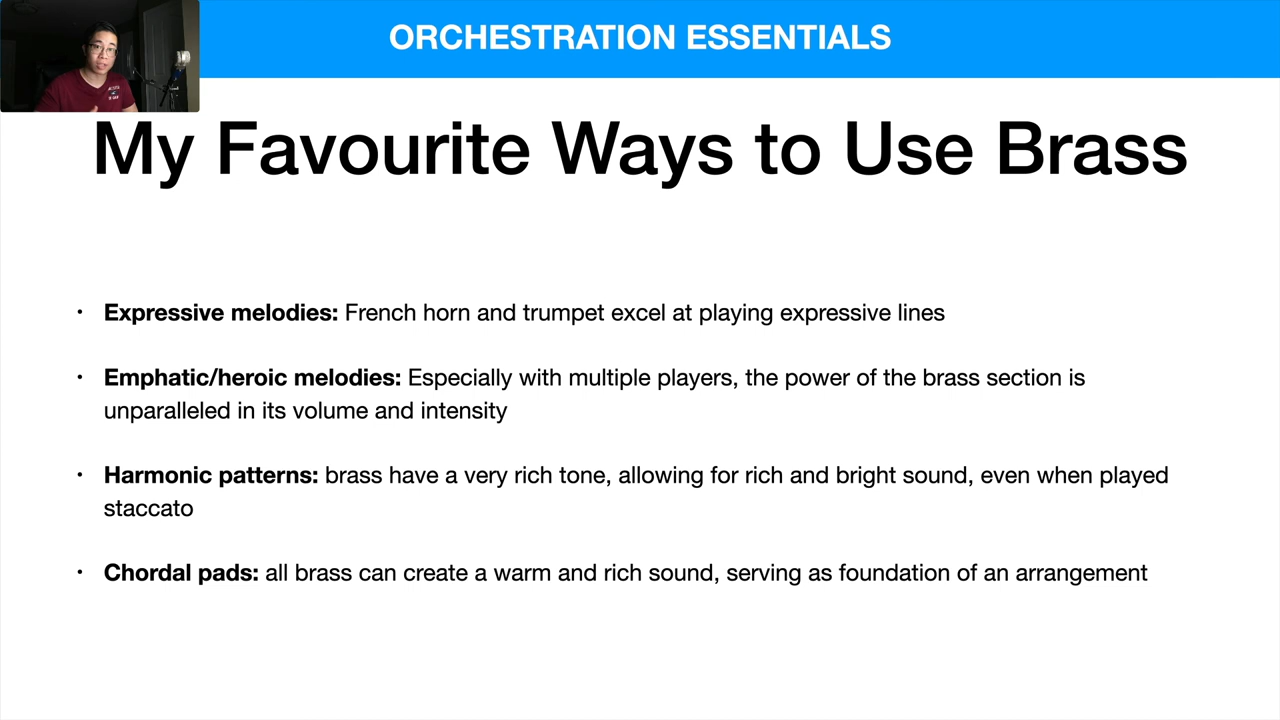 ORCHESTRATION ESSENTIALS
My Favourite Ways to Use Brass
• Expressive melodies: French horn and trumpet excel at playing expressive lines
• Emphatic/heroic melodies: Especially with multiple players, the power of the brass section is
unparalleled in its volume and intensity
• Harmonic patterns: brass have a very rich tone, allowing for rich and bright sound, even when played
staccato
• Chordal pads: all brass can create a warm and rich sound, serving as foundation of an arrangement